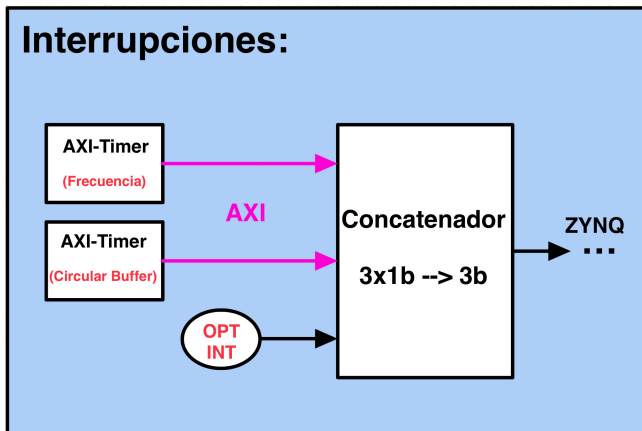 Interrupciones:
AXI-Timer
(Frecuencia)
AXI
AXI-Timer
(Circular Buffer)
OPT
INT
Concatenador
3x1b --> 3b
ZYNQ
...